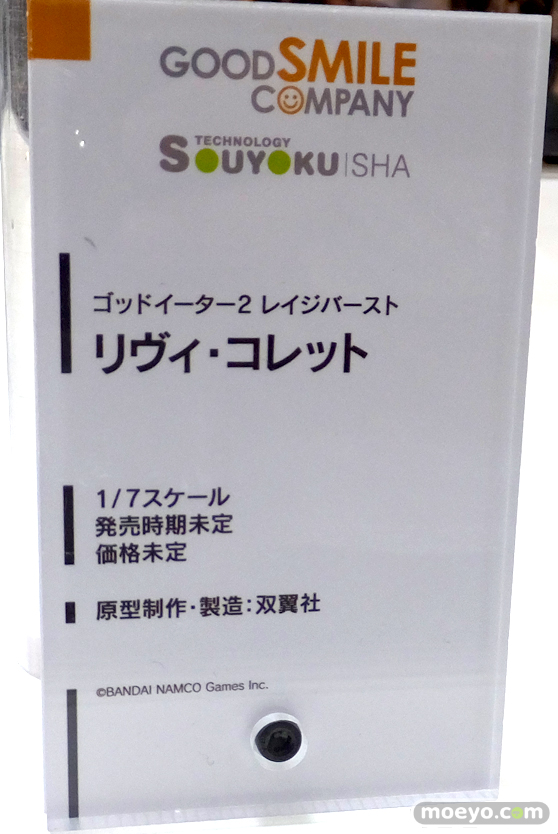 GOOD SMILE
COMPANY
TECHNOLOGY
SOUYOKU|ISHA
ゴッドイーター2 レイジバースト
リヴィ・コレット
1/7スケール
発売時期未定
価格未定
原型制作・製造：双翼社
©BANDAI NAMCO Games Inc.
moeyo.com